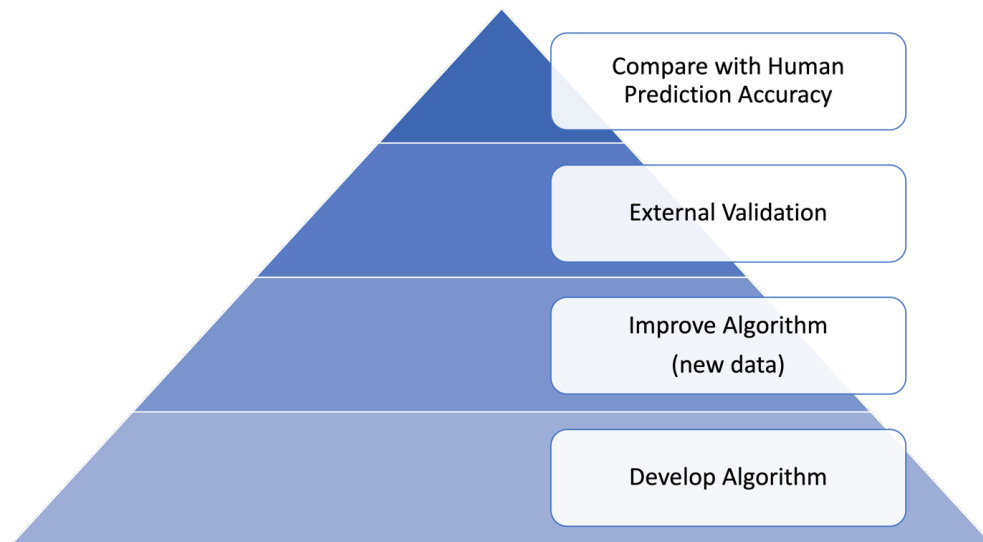 Compare with Human
Prediction Accuracy
External Validation
Improve Algorithm
(new data)
Develop Algorithm